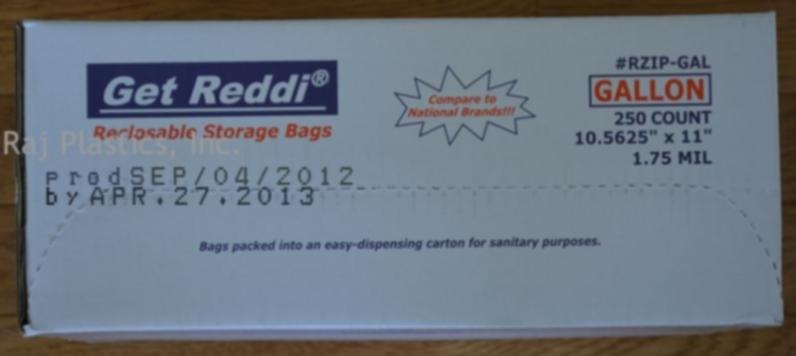 Get Reddi®
Reclosable Storage Bags
Compare to
National Brands!!!
#RZIP-GAL
GALLON
250 COUNT
10.5625" x 11"
1.75 MIL
Raj Plastics, Inc.
prodSEP/04/2012
byAPR.27.2013
Bags packed into an easy-dispensing carton for sanitary purposes.